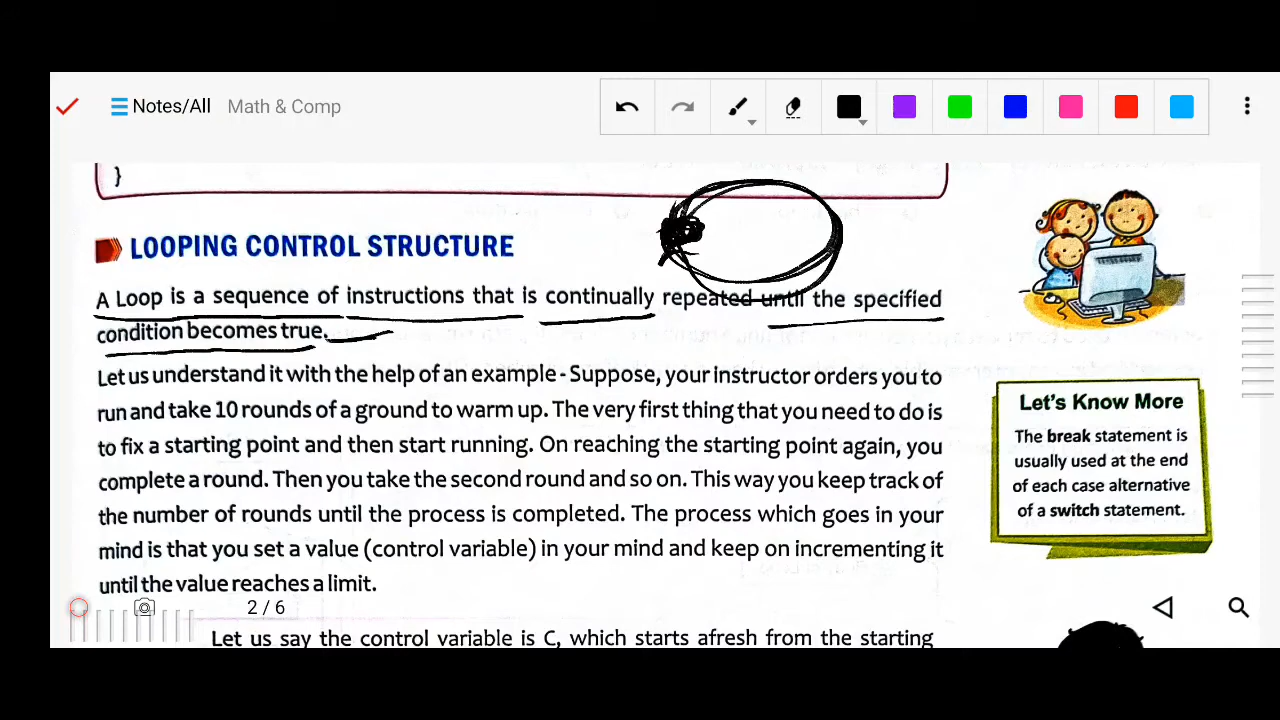 Notes/All Math & Comp
}
LOOPING CONTROL STRUCTURE
A Loop is a sequence of instructions that is continually repeated until the specified
condition becomes true.
Let us understand it with the help of an example - Suppose, your instructor orders you to
run and take 10 rounds of a ground to warm up. The very first thing that you need to do is
to fix a starting point and then start running. On reaching the starting point again, you
complete a round. Then you take the second round and so on. This way you keep track of
the number of rounds until the process is completed. The process which goes in your
mind is that you set a value (control variable) in your mind and keep on incrementing it
until the value reaches a limit.
Let us say the control variable is C, which starts afresh from the starting
Let's Know More
The break statement is
usually used at the end
of each case alternative
of a switch statement.
2 / 6